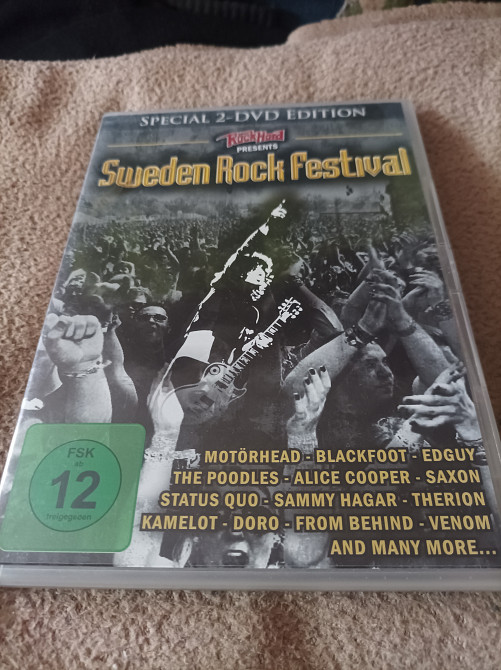 SPECIAL 2-DVD EDITION
RockHard
PRESENTS
Sweden Rock Festival
MOTÖRHEAD - BLACKFOOT - EDGUY
THE POODLES - ALICE COOPER - SAXON
STATUS QUO - SAMMY HAGAR - THERION
KAMELOT - DORO - FROM BEHIND - VENOM
AND MANY MORE...
FSK
ab
12
freigegeben